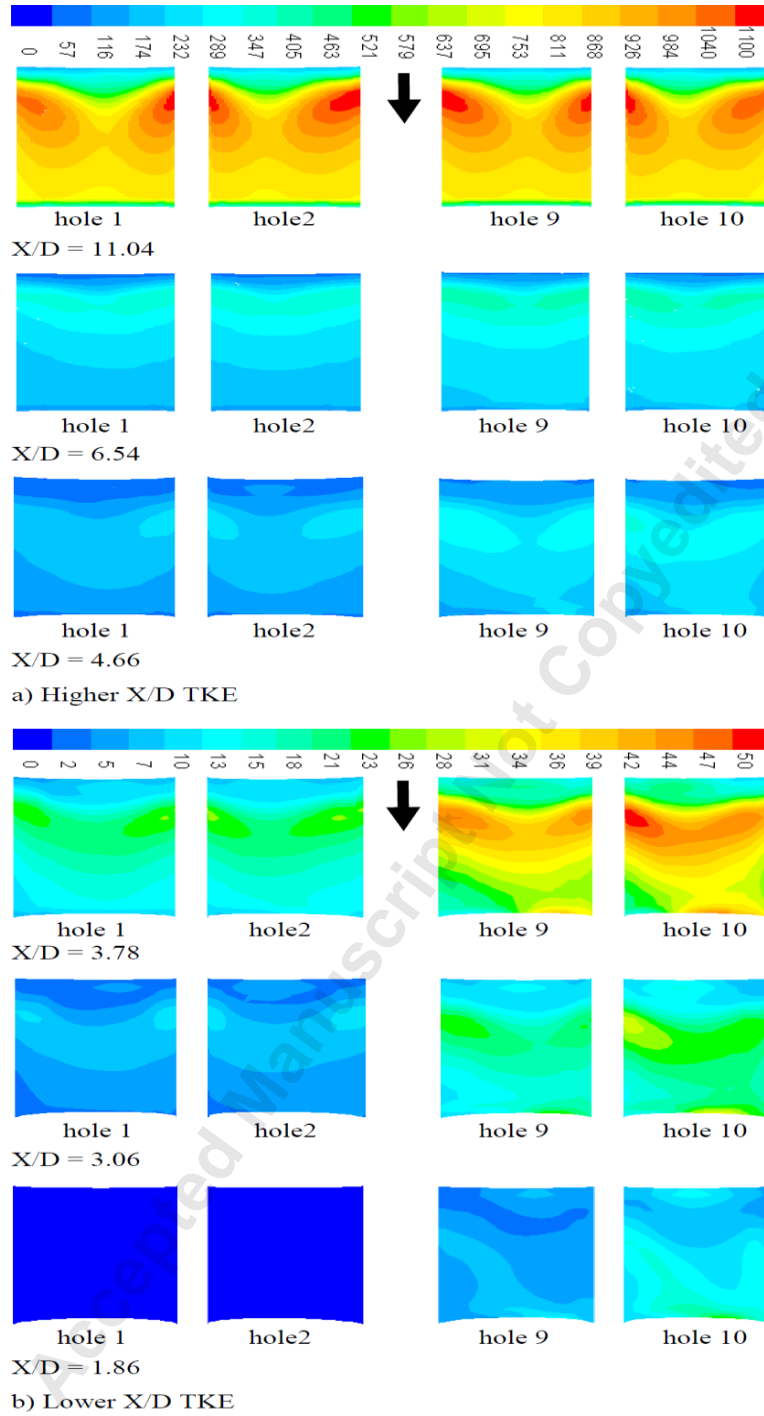 0 57 116 174 232 289 347 405 463 521 579 637 695 753 811 868 926 984 1040 1100
hole 1 hole2 hole 9 hole 10
X/D = 11.04
hole 1 hole2 hole 9 hole 10
X/D = 6.54
hole 1 hole2 hole 9 hole 10
X/D = 4.66
a) Higher X/D TKE
0 2 5 7 10 13 15 18 21 23 26 28 31 34 36 39 42 44 47 50
hole 1 hole2 hole 9 hole 10
X/D = 3.78
hole 1 hole2 hole 9 hole 10
X/D = 3.06
hole 1 hole2 hole 9 hole 10
X/D = 1.86
b) Lower X/D TKE
Accepted Manuscript Not Copyedited